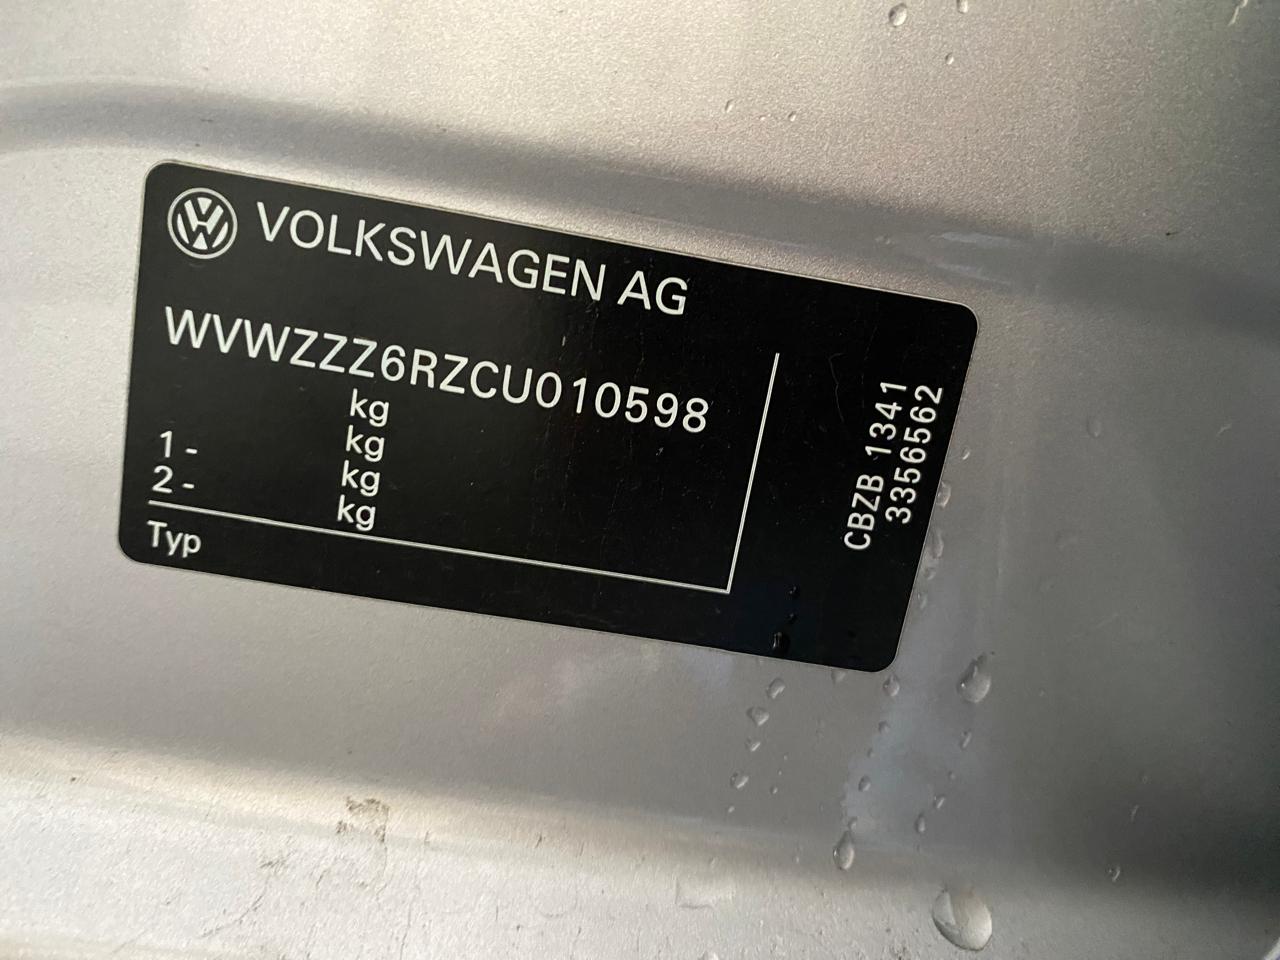 VOLKSWAGEN AG
WVWZZZ6RZCU010598
kg
1 - kg
2 - kg
kg
Typ
CBZB 1341
3356562